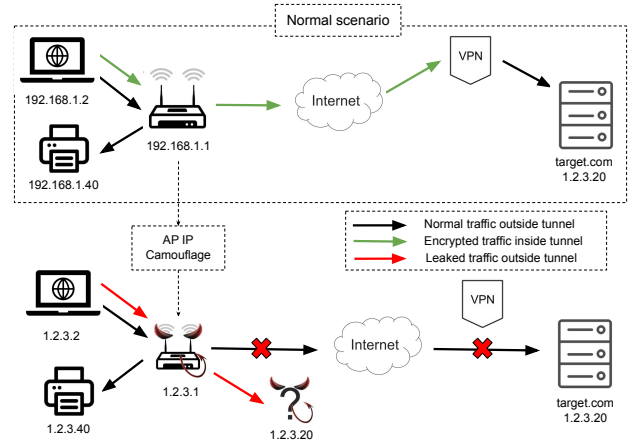 Normal scenario
VPN
192.168.1.2
Internet
192.168.1.1
192.168.1.40
target.com
1.2.3.20
Normal traffic outside tunnel
Encrypted traffic inside tunnel
Leaked traffic outside tunnel
AP IP
Camouflage
VPN
1.2.3.2
Internet
1.2.3.1
1.2.3.40
?
1.2.3.20
target.com
1.2.3.20